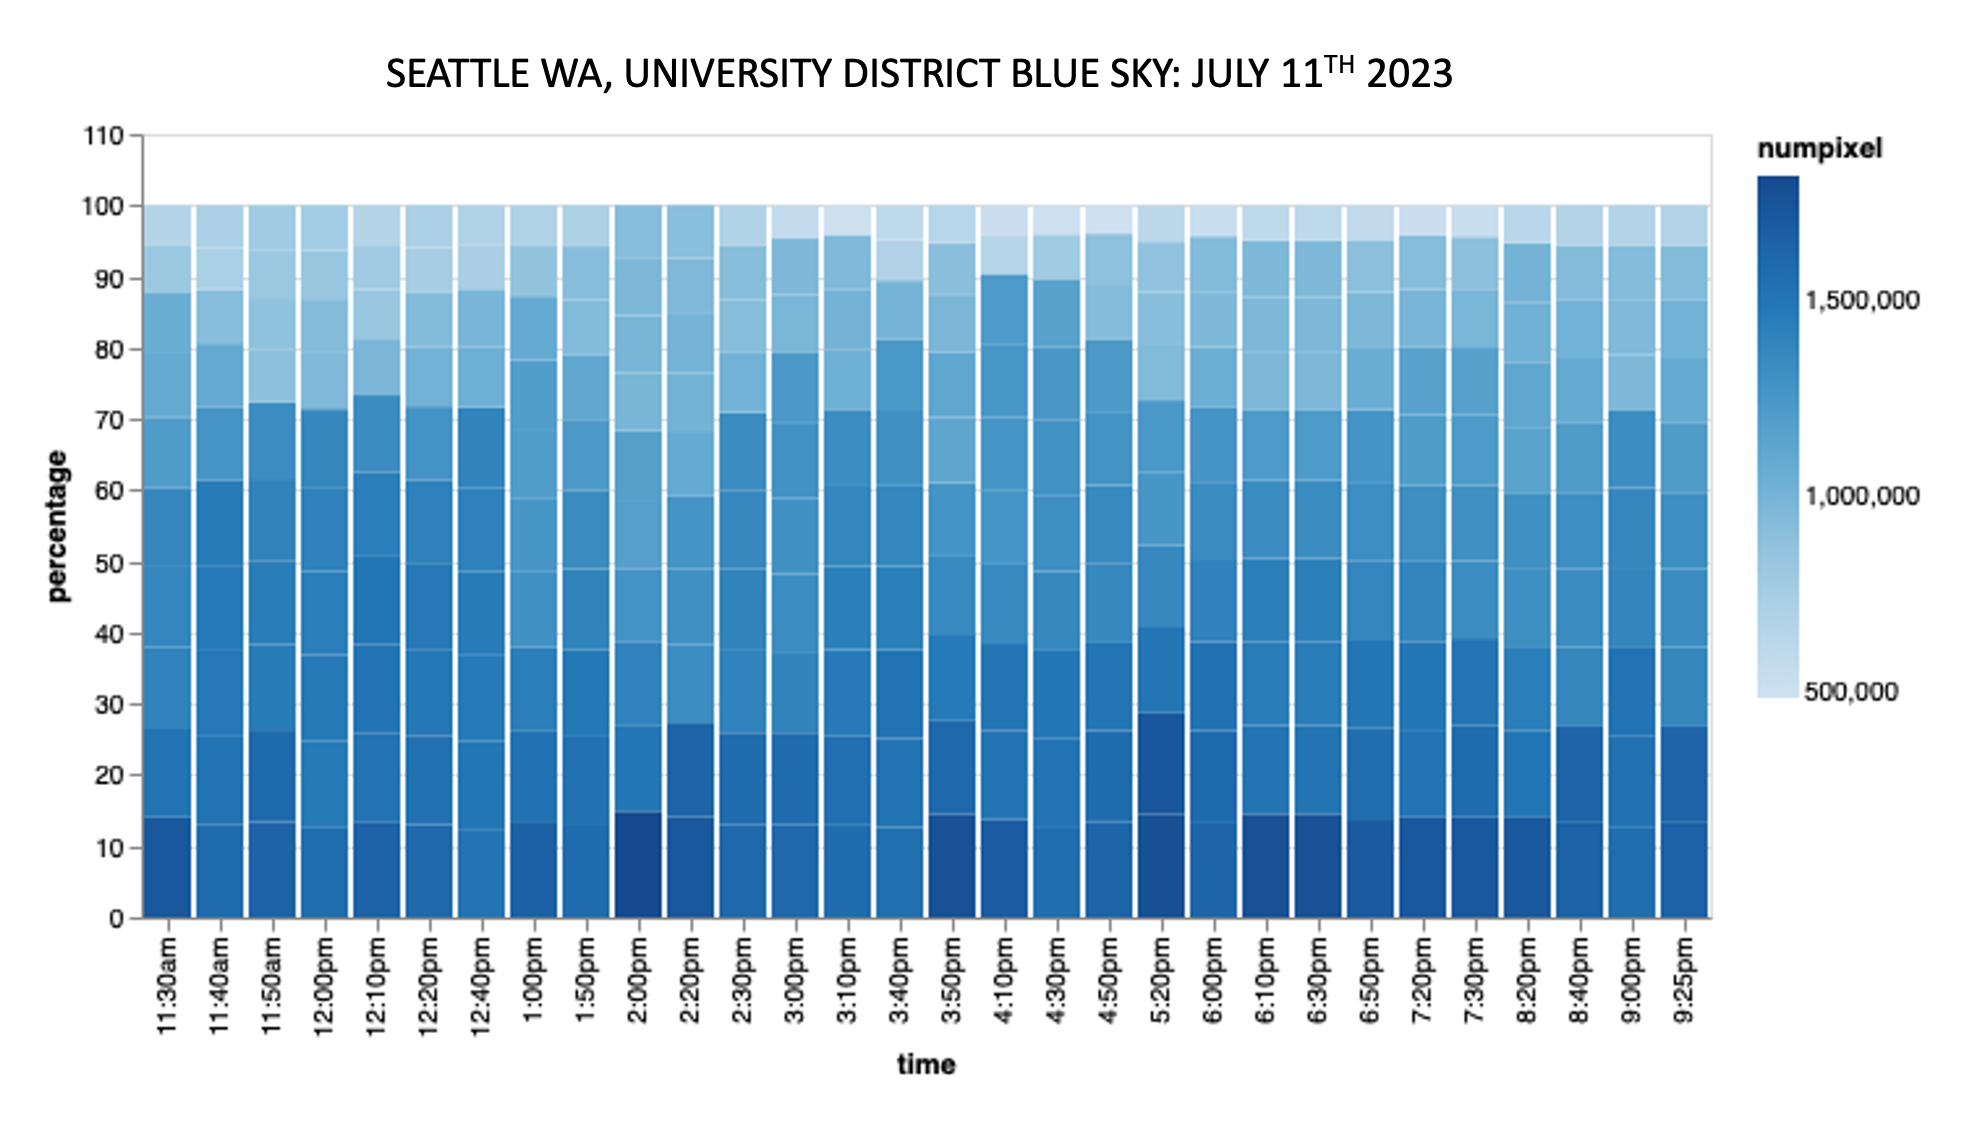 SEATTLE WA, UNIVERSITY DISTRICT BLUE SKY: JULY 11TH 2023
numpixel
1,500,000
1,000,000
500,000
percentage
110
100
90
80
70
60
50
40
30
20
10
0
11:30am
11:40am
11:50am
12:00pm
12:10pm
12:20pm
12:40pm
1:00pm
1:50pm
2:00pm
2:20pm
2:30pm
3:00pm
3:10pm
3:40pm
3:50pm
4:10pm
4:30pm
4:50pm
5:20pm
6:00pm
6:10pm
6:30pm
6:50pm
7:20pm
7:30pm
8:20pm
8:40pm
9:00pm
9:25pm
time